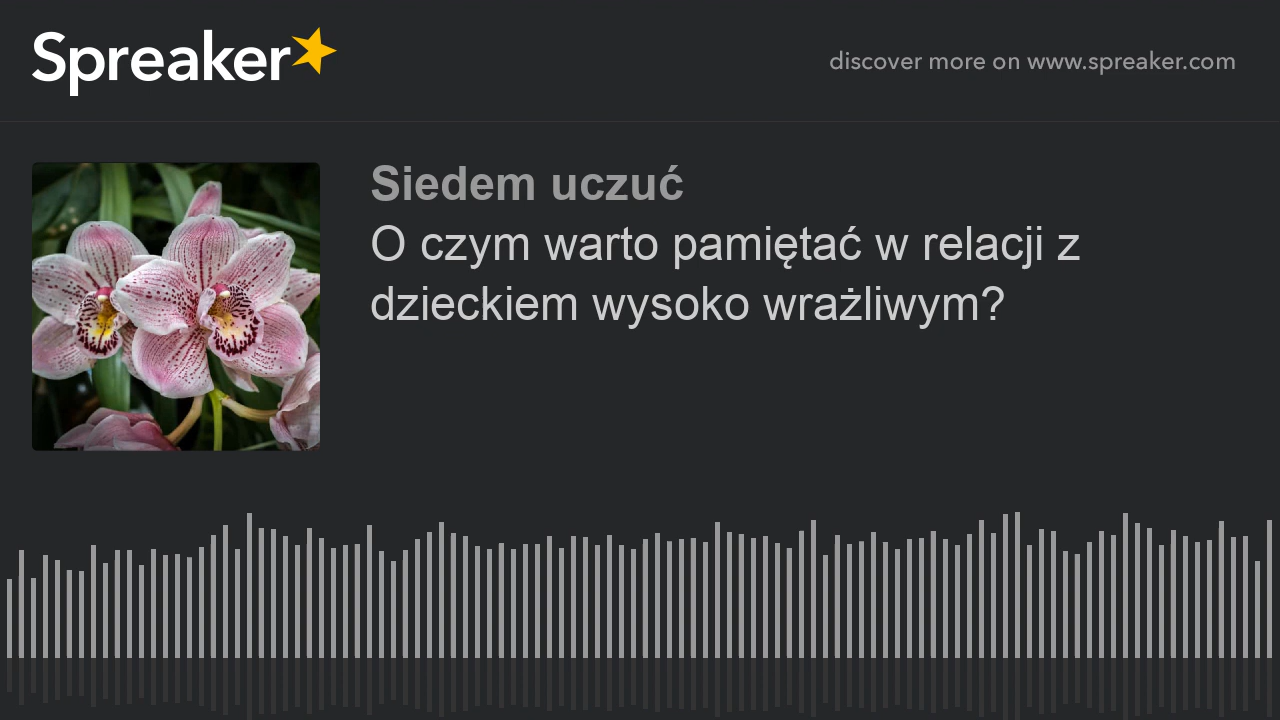 Spreaker
discover more on www.spreaker.com
Siedem uczuć
O czym warto pamiętać w relacji z
dzieckiem wysoko wrażliwym?